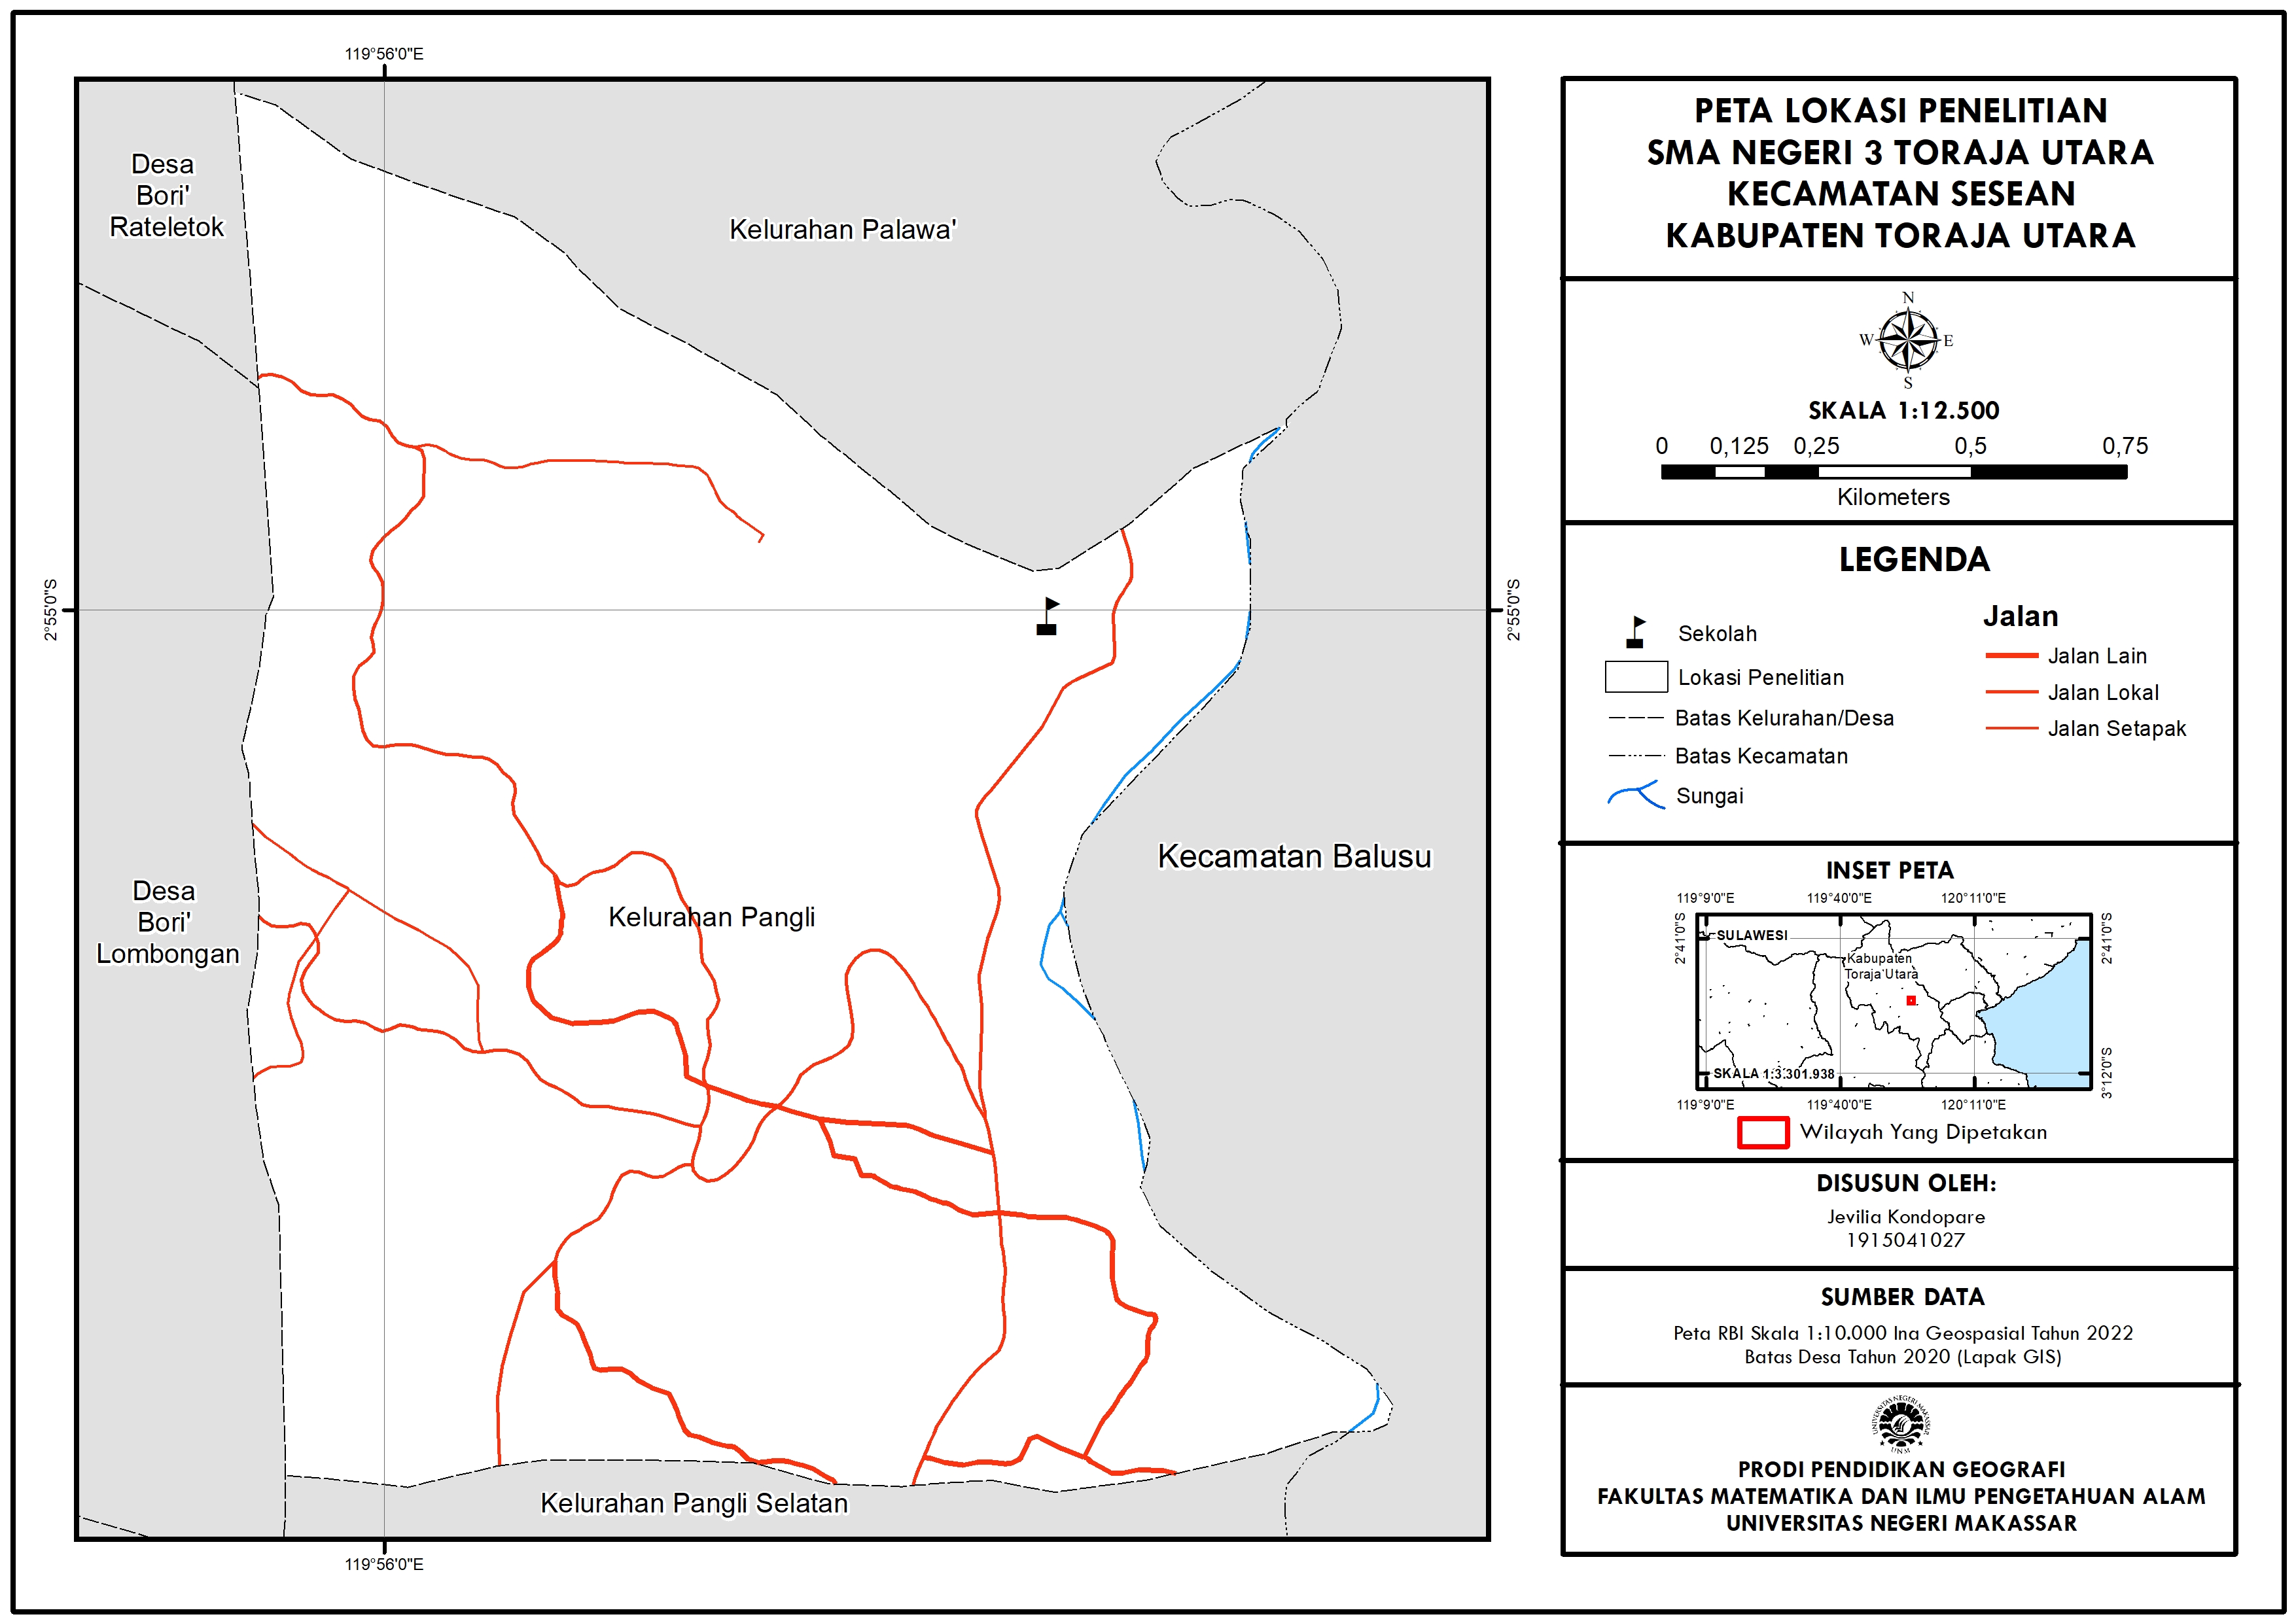 119°56'0"E
Desa
Bori'
Rateletok
Kelurahan Palawa'
2°55'0"S
2°55'0"S
Kecamatan Balusu
Desa
Bori'
Lombongan
Kelurahan Pangli
Kelurahan Pangli Selatan
119°56'0"E
PETA LOKASI PENELITIAN
SMA NEGERI 3 TORAJA UTARA
KECAMATAN SESEAN
KABUPATEN TORAJA UTARA
N
W E
S
SKALA 1:12.500
0 0,125 0,25 0,5 0,75
Kilometers
LEGENDA
Sekolah
Lokasi Penelitian
Batas Kelurahan/Desa
Batas Kecamatan
Sungai
Jalan
Jalan Lain
Jalan Lokal
Jalan Setapak
INSET PETA
119°9'0"E 119°40'0"E 120°11'0"E
2°41'0"S
2°41'0"S
SULAWESI
Kabupaten
Toraja Utara
SKALA 1:3.301.938
3°12'0"S
119°9'0"E 119°40'0"E 120°11'0"E
Wilayah Yang Dipetakan
DISUSUN OLEH:
Jevilia Kondopare
1915041027
SUMBER DATA
Peta RBI Skala 1:10.000 Ina Geospasial Tahun 2022
Batas Desa Tahun 2020 (Lapak GIS)
UNIVERSITAS NEGERI MAKASSAR
UNM
PRODI PENDIDIKAN GEOGRAFI
FAKULTAS MATEMATIKA DAN ILMU PENGETAHUAN ALAM
UNIVERSITAS NEGERI MAKASSAR